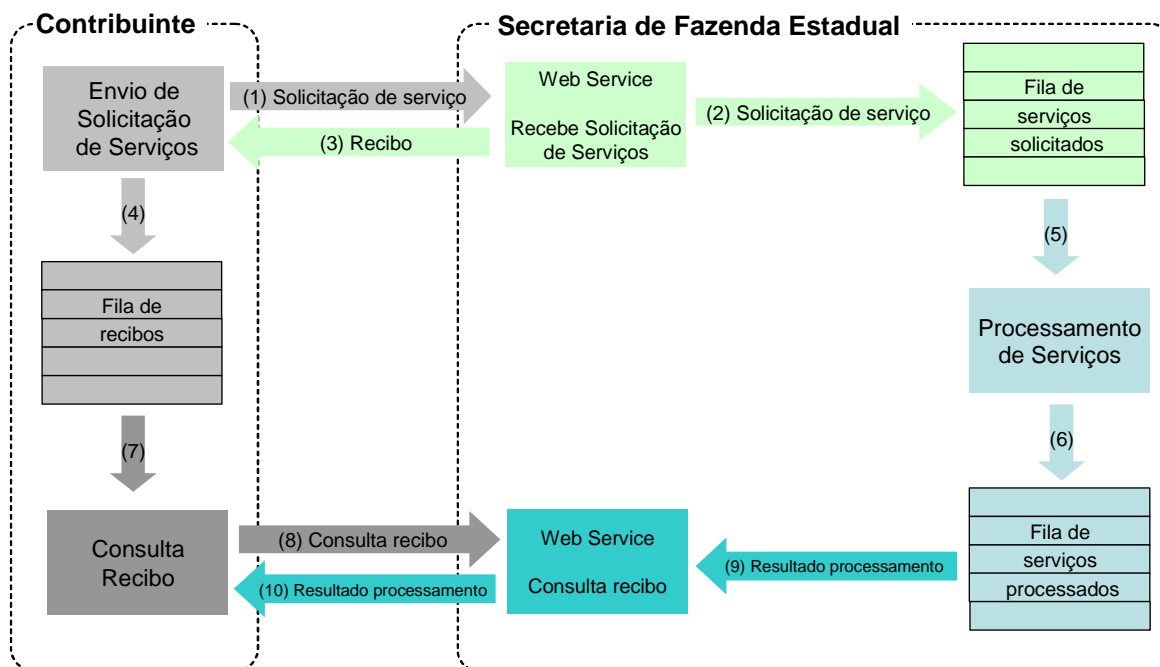 Contribuinte
Secretaria de Fazenda Estadual
Envio de
Solicitação
de Serviços
(1) Solicitação de serviço
(3) Recibo
Web Service
Recebe Solicitação
de Serviços
(2) Solicitação de serviço
Fila de
serviços
solicitados
(4)
(5)
Fila de
recibos
Processamento
de Serviços
(7)
(6)
Consulta
Recibo
(8) Consulta recibo
(10) Resultado processamento
Web Service
Consulta recibo
(9) Resultado processamento
Fila de
serviços
processados